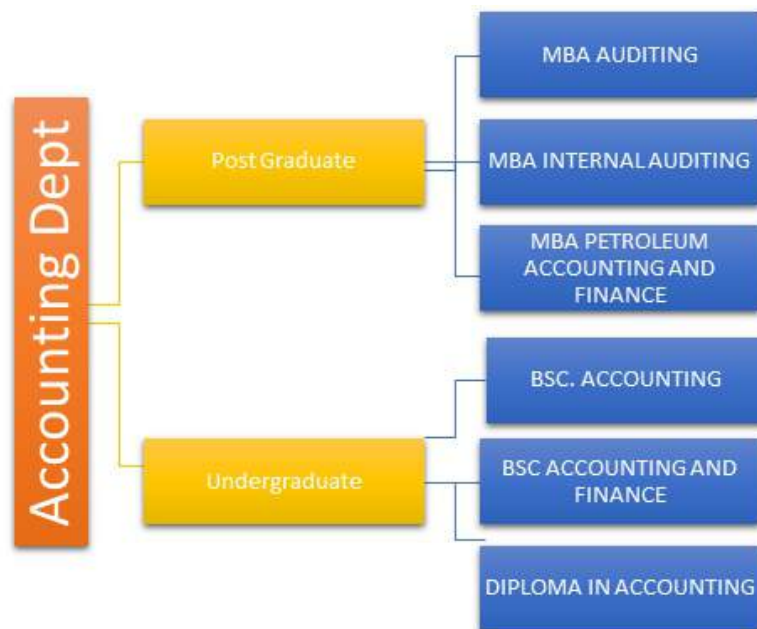 Accounting Dept
Post Graduate
MBA AUDITING
MBA INTERNAL AUDITING
MBA PETROLEUM
ACCOUNTING AND
FINANCE
Undergraduate
BSC. ACCOUNTING
BSC ACCOUNTING AND
FINANCE
DIPLOMA IN ACCOUNTING